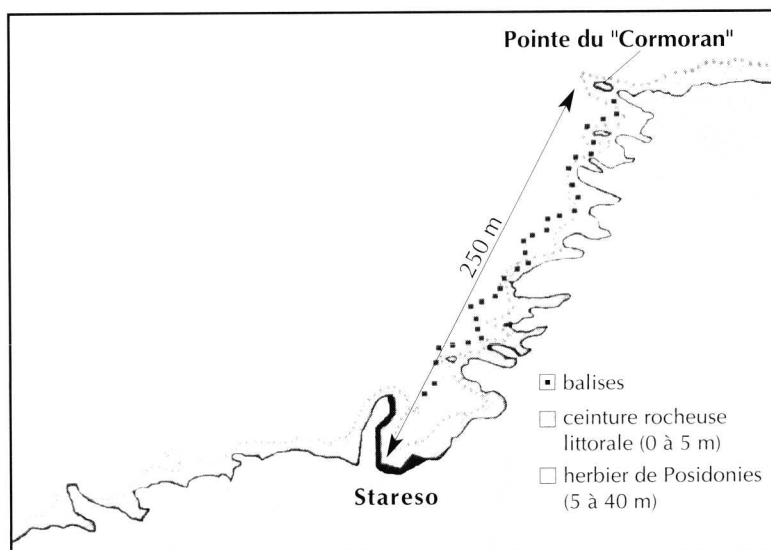 Pointe du "Cormoran"
250 m
balises
ceinture rocheuse
littorale (0 à 5 m)
herbier de Posidonies
(5 à 40 m)
Stareso